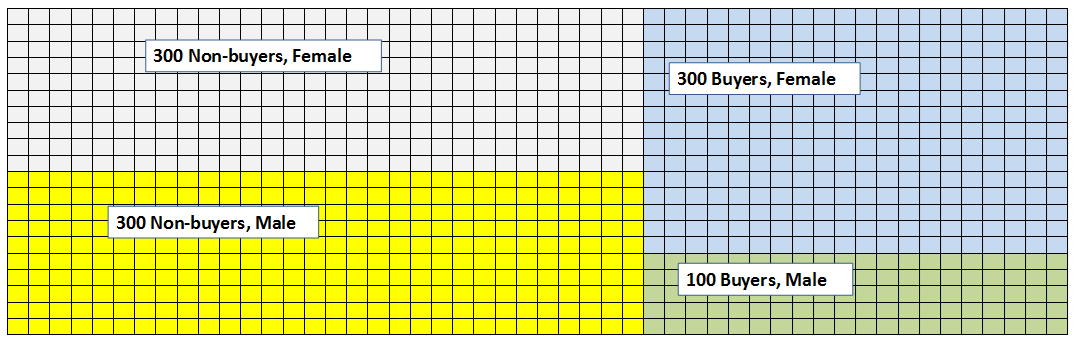 300 Non-buyers, Female
300 Buyers, Female
300 Non-buyers, Male
100 Buyers, Male